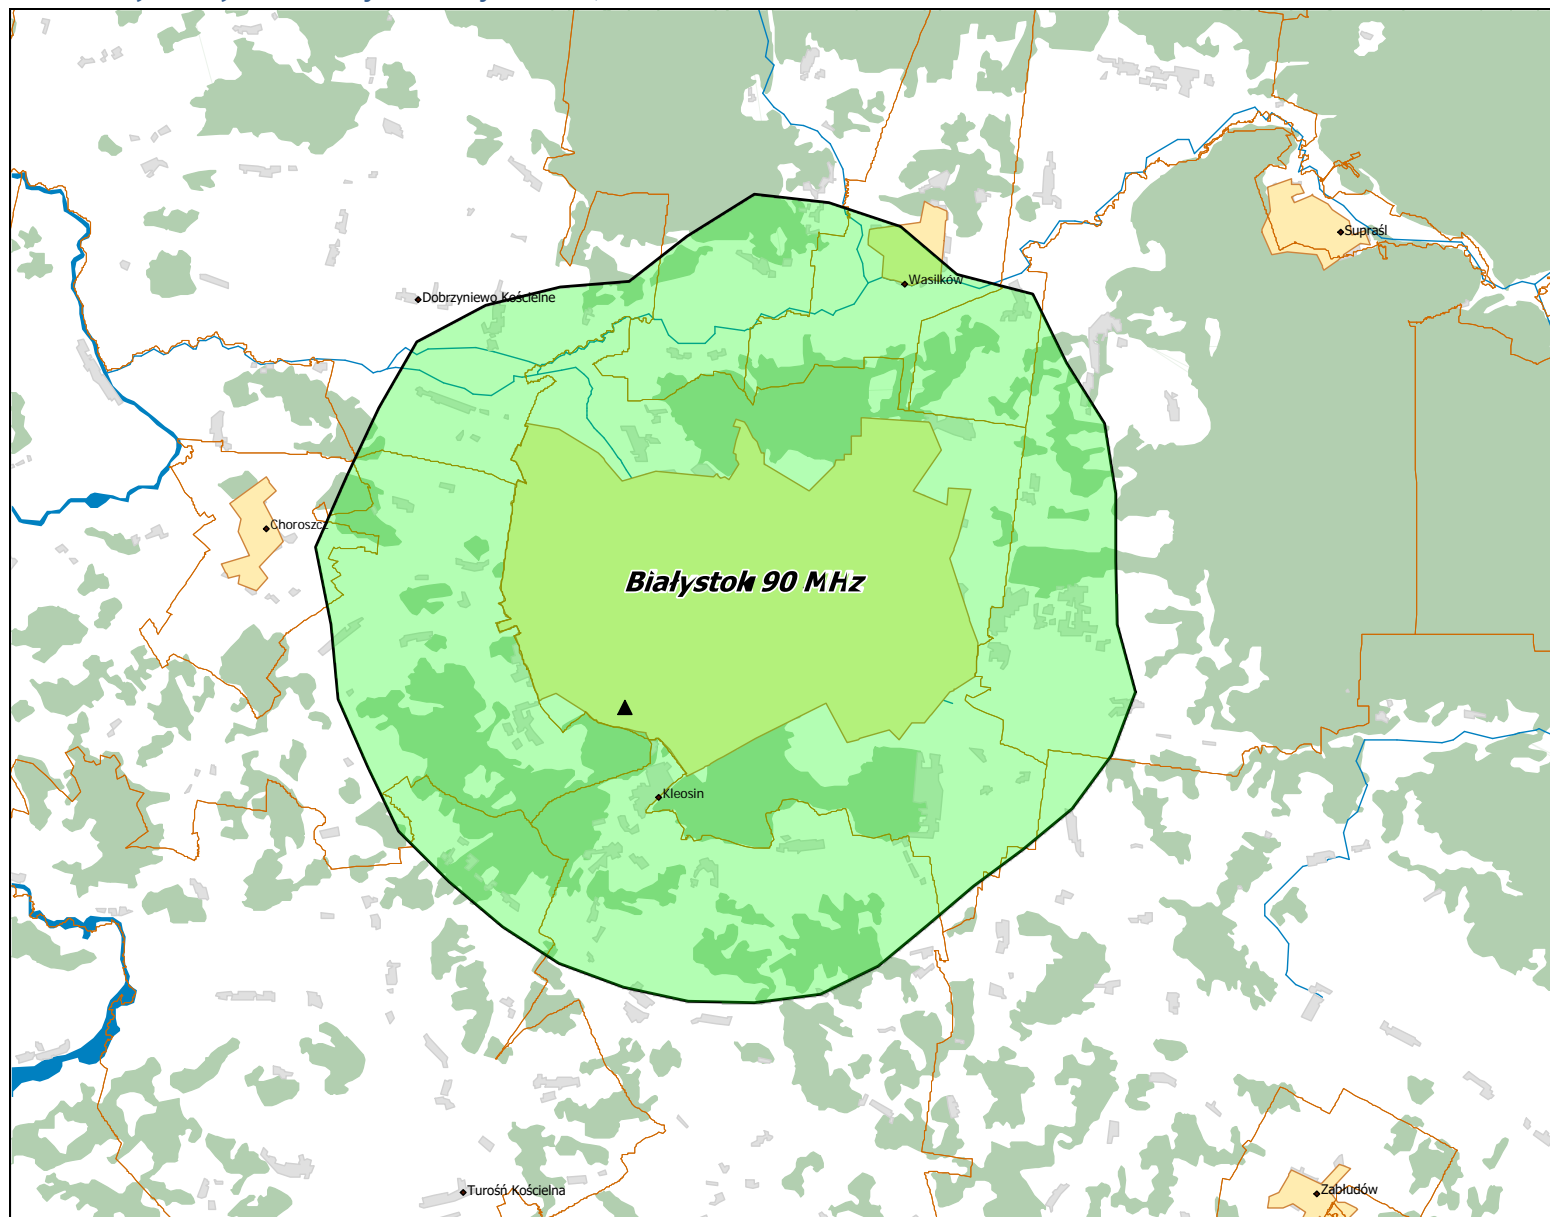 Supraśl
Wasilków
Dobrzyniewo Kościelne
Choroszcz
Białystok 90 MHz
Kleosin
Turośń Kościelna
Zabłudów